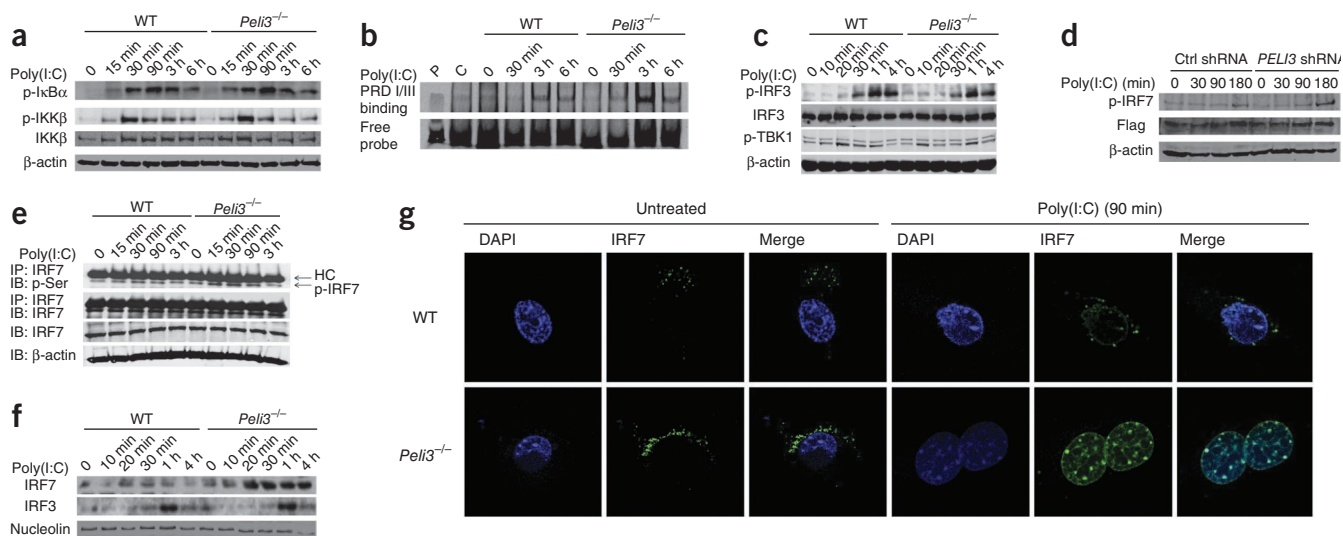 a
WT Peli3–/–
Poly(I:C) 0 15 min 30 min 90 min 3 h 6 h 0 15 min 30 min 90 min 3 h 6 h
p-IκBα
p-IKKβ
IKKβ
β-actin
b
WT Peli3–/–
Poly(I:C) P C 0 30 min 3 h 6 h 0 30 min 3 h 6 h
PRD I/III
binding
Free
probe
c
WT Peli3–/–
Poly(I:C) 0 10 min 20 min 30 min 1 h 4 h 0 10 min 20 min 30 min 1 h 4 h
p-IRF3
IRF3
p-TBK1
β-actin
d
Ctrl shRNA PELI3 shRNA
Poly(I:C) (min) 0 30 90 180 0 30 90 180
p-IRF7
Flag
β-actin
e
WT Peli3–/–
Poly(I:C) 0 15 min 30 min 90 min 3 h 0 15 min 30 min 90 min 3 h
IP: IRF7
IB: p-Ser
HC
p-IRF7
IP: IRF7
IB: IRF7
IB: IRF7
IB: β-actin
f
WT Peli3–/–
Poly(I:C) 0 10 min 20 min 30 min 1 h 4 h 0 10 min 20 min 30 min 1 h 4 h
IRF7
IRF3
Nucleolin
g
Untreated Poly(I:C) (90 min)
DAPI IRF7 Merge DAPI IRF7 Merge
WT
Peli3–/–